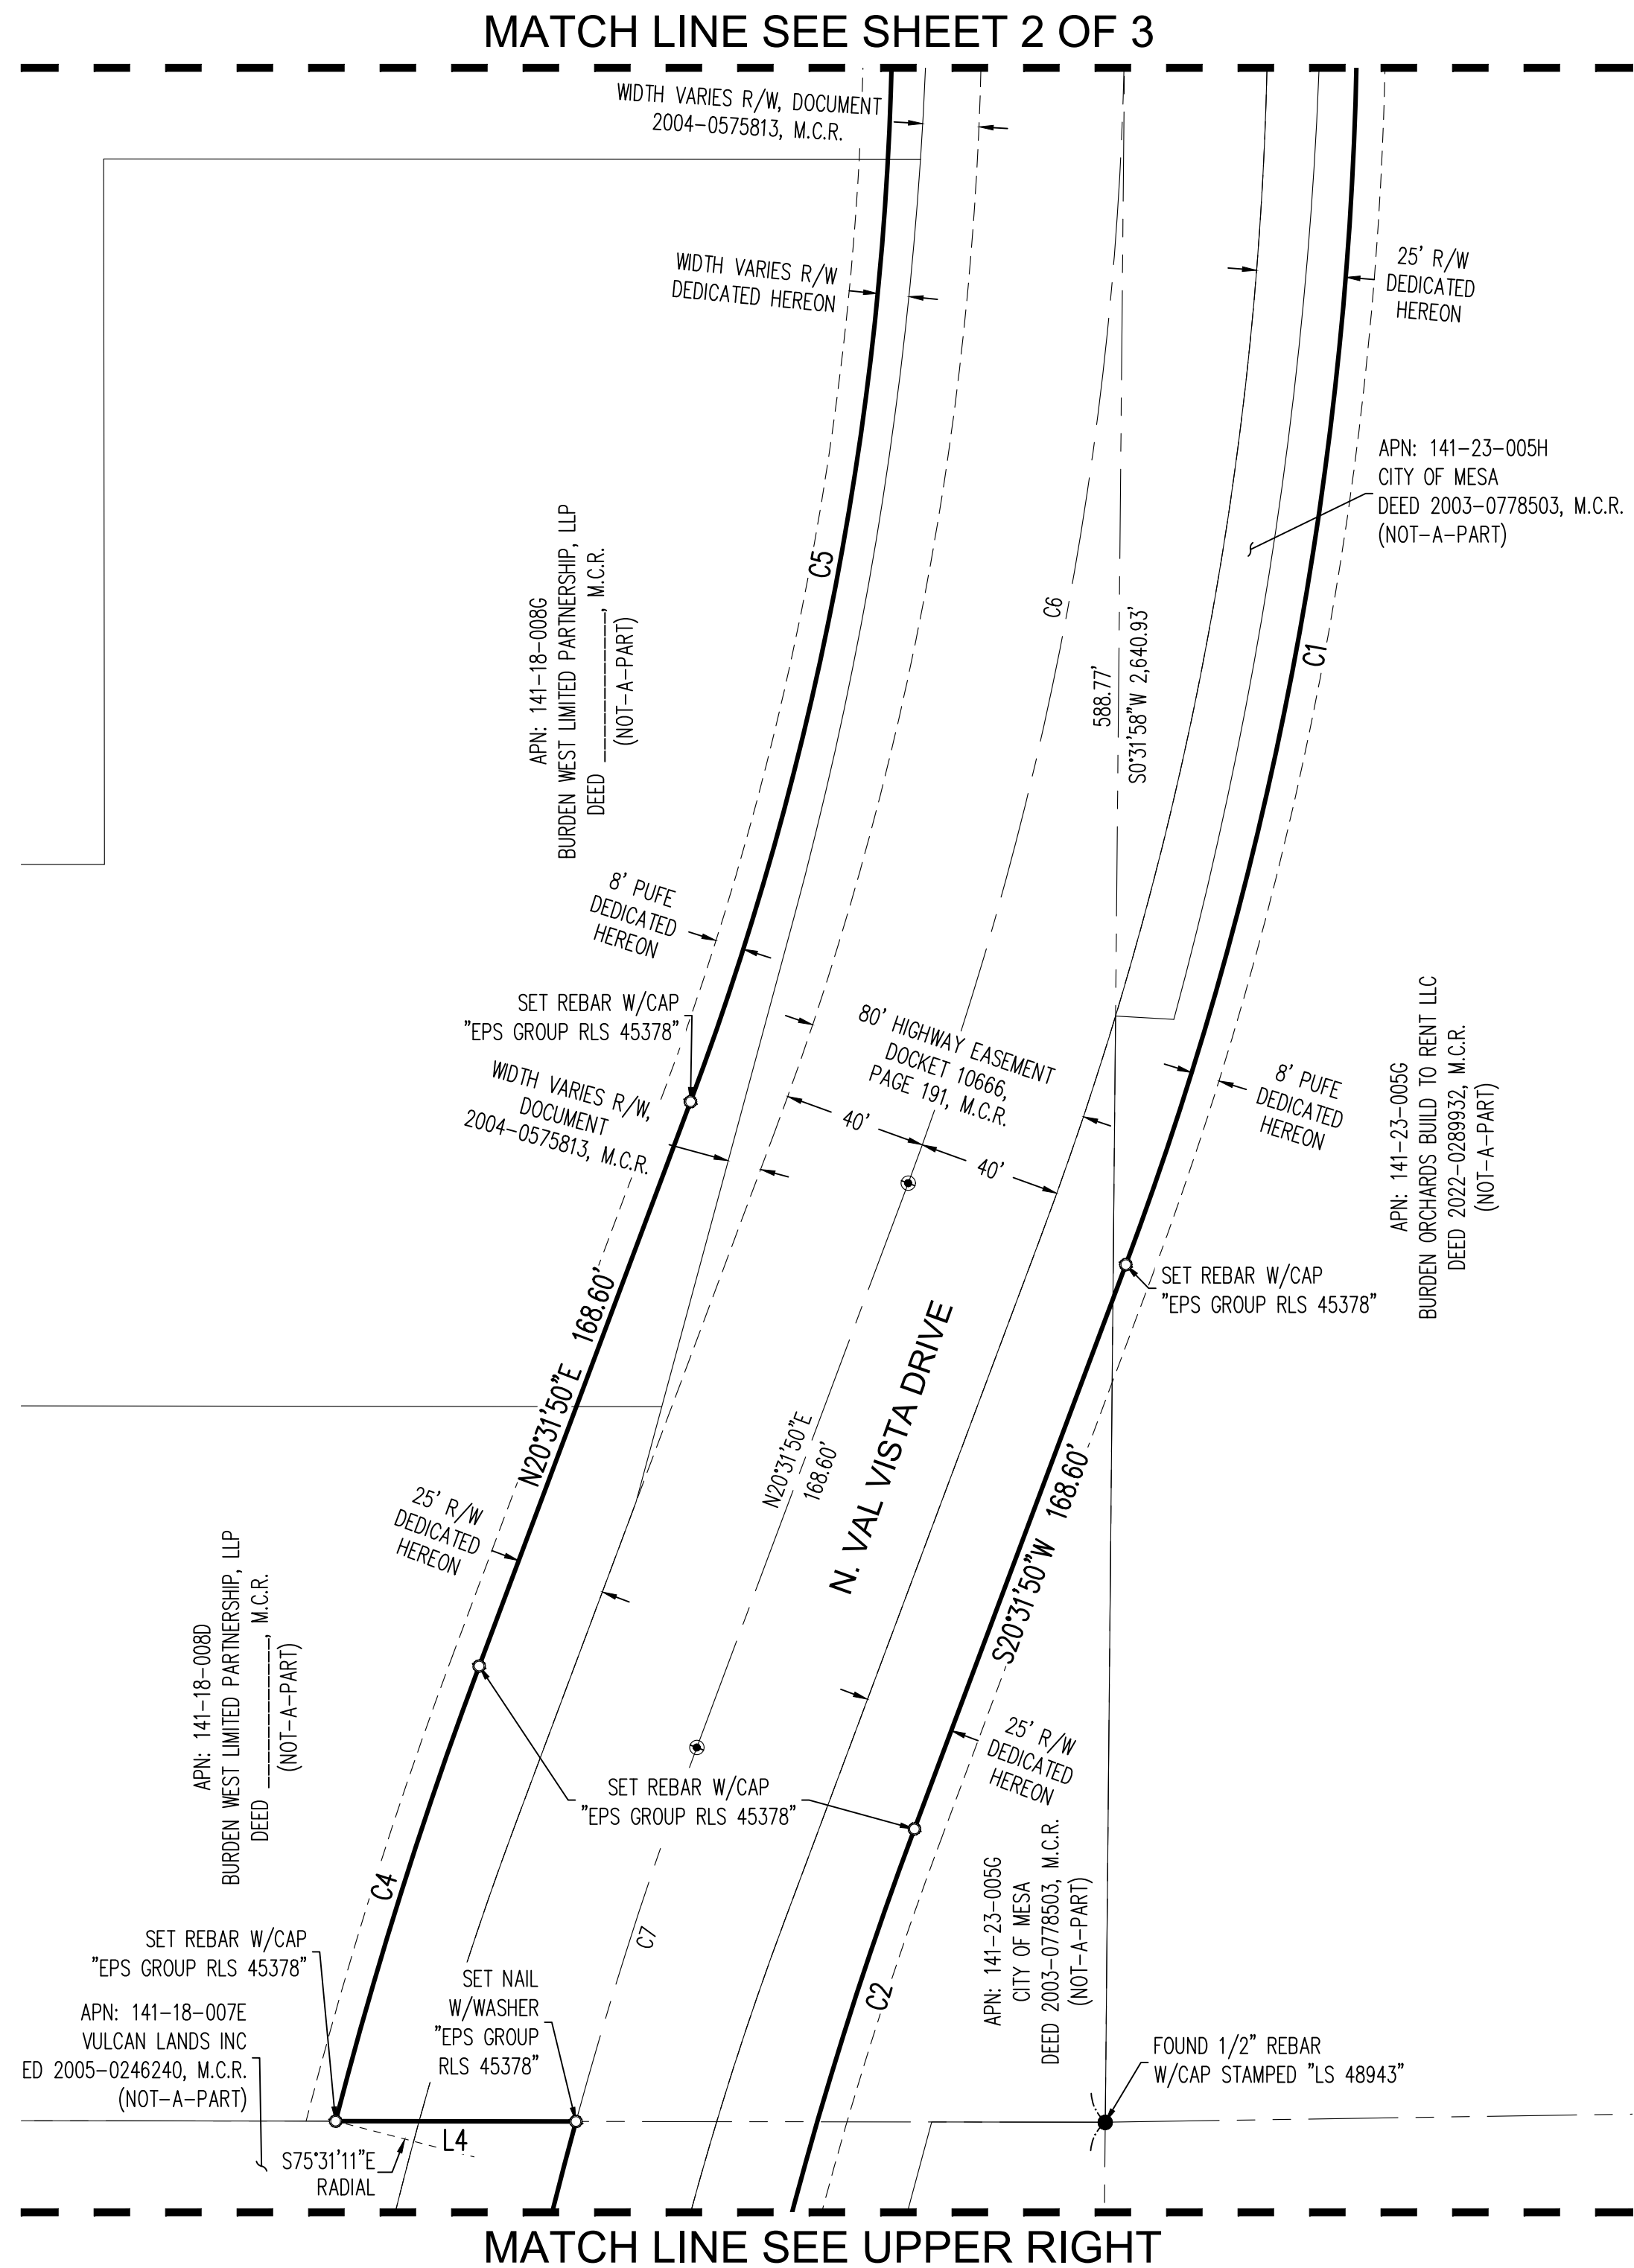 MATCH LINE SEE SHEET 2 OF 3
WIDTH VARIES R/W, DOCUMENT
2004-0575813, M.C.R.
WIDTH VARIES R/W
DEDICATED HEREON
25' R/W
DEDICATED
HEREON
APN: 141-23-005H
CITY OF MESA
DEED 2003-0778503, M.C.R.
(NOT-A-PART)
C5
C6
C1
588.77'
S0°31'58"W 2,640.93'
APN: 141-18-008G
BURDEN WEST LIMITED PARTNERSHIP, LLP
DEED ____________, M.C.R.
(NOT-A-PART)
8' PUFE
DEDICATED
HEREON
SET REBAR W/CAP
"EPS GROUP RLS 45378"
WIDTH VARIES R/W,
DOCUMENT
2004-0575813, M.C.R.
80' HIGHWAY EASEMENT
DOCKET 10666,
PAGE 191, M.C.R.
40'
40'
8' PUFE
DEDICATED
HEREON
APN: 141-23-005G
BURDEN ORCHARDS BUILD TO RENT LLC
DEED 2022-0289932, M.C.R.
(NOT-A-PART)
SET REBAR W/CAP
"EPS GROUP RLS 45378"
N20°31'50"E 168.60'
N20°31'50"E
168.60'
N. VAL VISTA DRIVE
S20°31'50"W 168.60'
25' R/W
DEDICATED
HEREON
APN: 141-18-008D
BURDEN WEST LIMITED PARTNERSHIP, LLP
DEED ____________, M.C.R.
(NOT-A-PART)
25' R/W
DEDICATED
HEREON
SET REBAR W/CAP
"EPS GROUP RLS 45378"
C4
C7
C2
APN: 141-23-005G
CITY OF MESA
DEED 2003-0778503, M.C.R.
(NOT-A-PART)
SET REBAR W/CAP
"EPS GROUP RLS 45378"
APN: 141-18-007E
VULCAN LANDS INC
ED 2005-0246240, M.C.R.
(NOT-A-PART)
SET NAIL
W/WASHER
"EPS GROUP
RLS 45378"
FOUND 1/2" REBAR
W/CAP STAMPED "LS 48943"
L4
S75°31'11"E
RADIAL
MATCH LINE SEE UPPER RIGHT